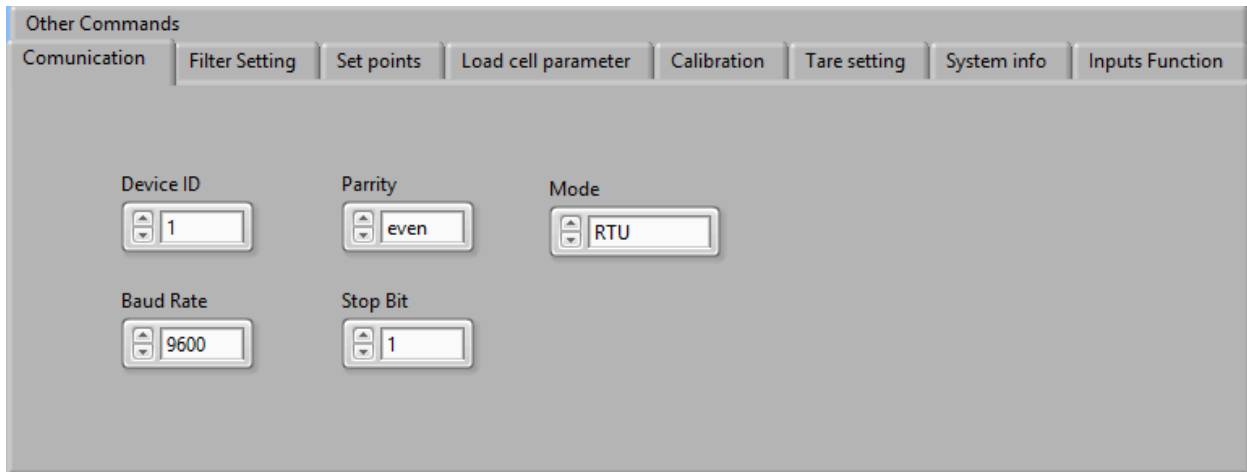 Other Commands
Comunication Filter Setting Set points Load cell parameter Calibration Tare setting System info Inputs Function
Device ID Parrity Mode
1 even RTU
Baud Rate Stop Bit
9600 1